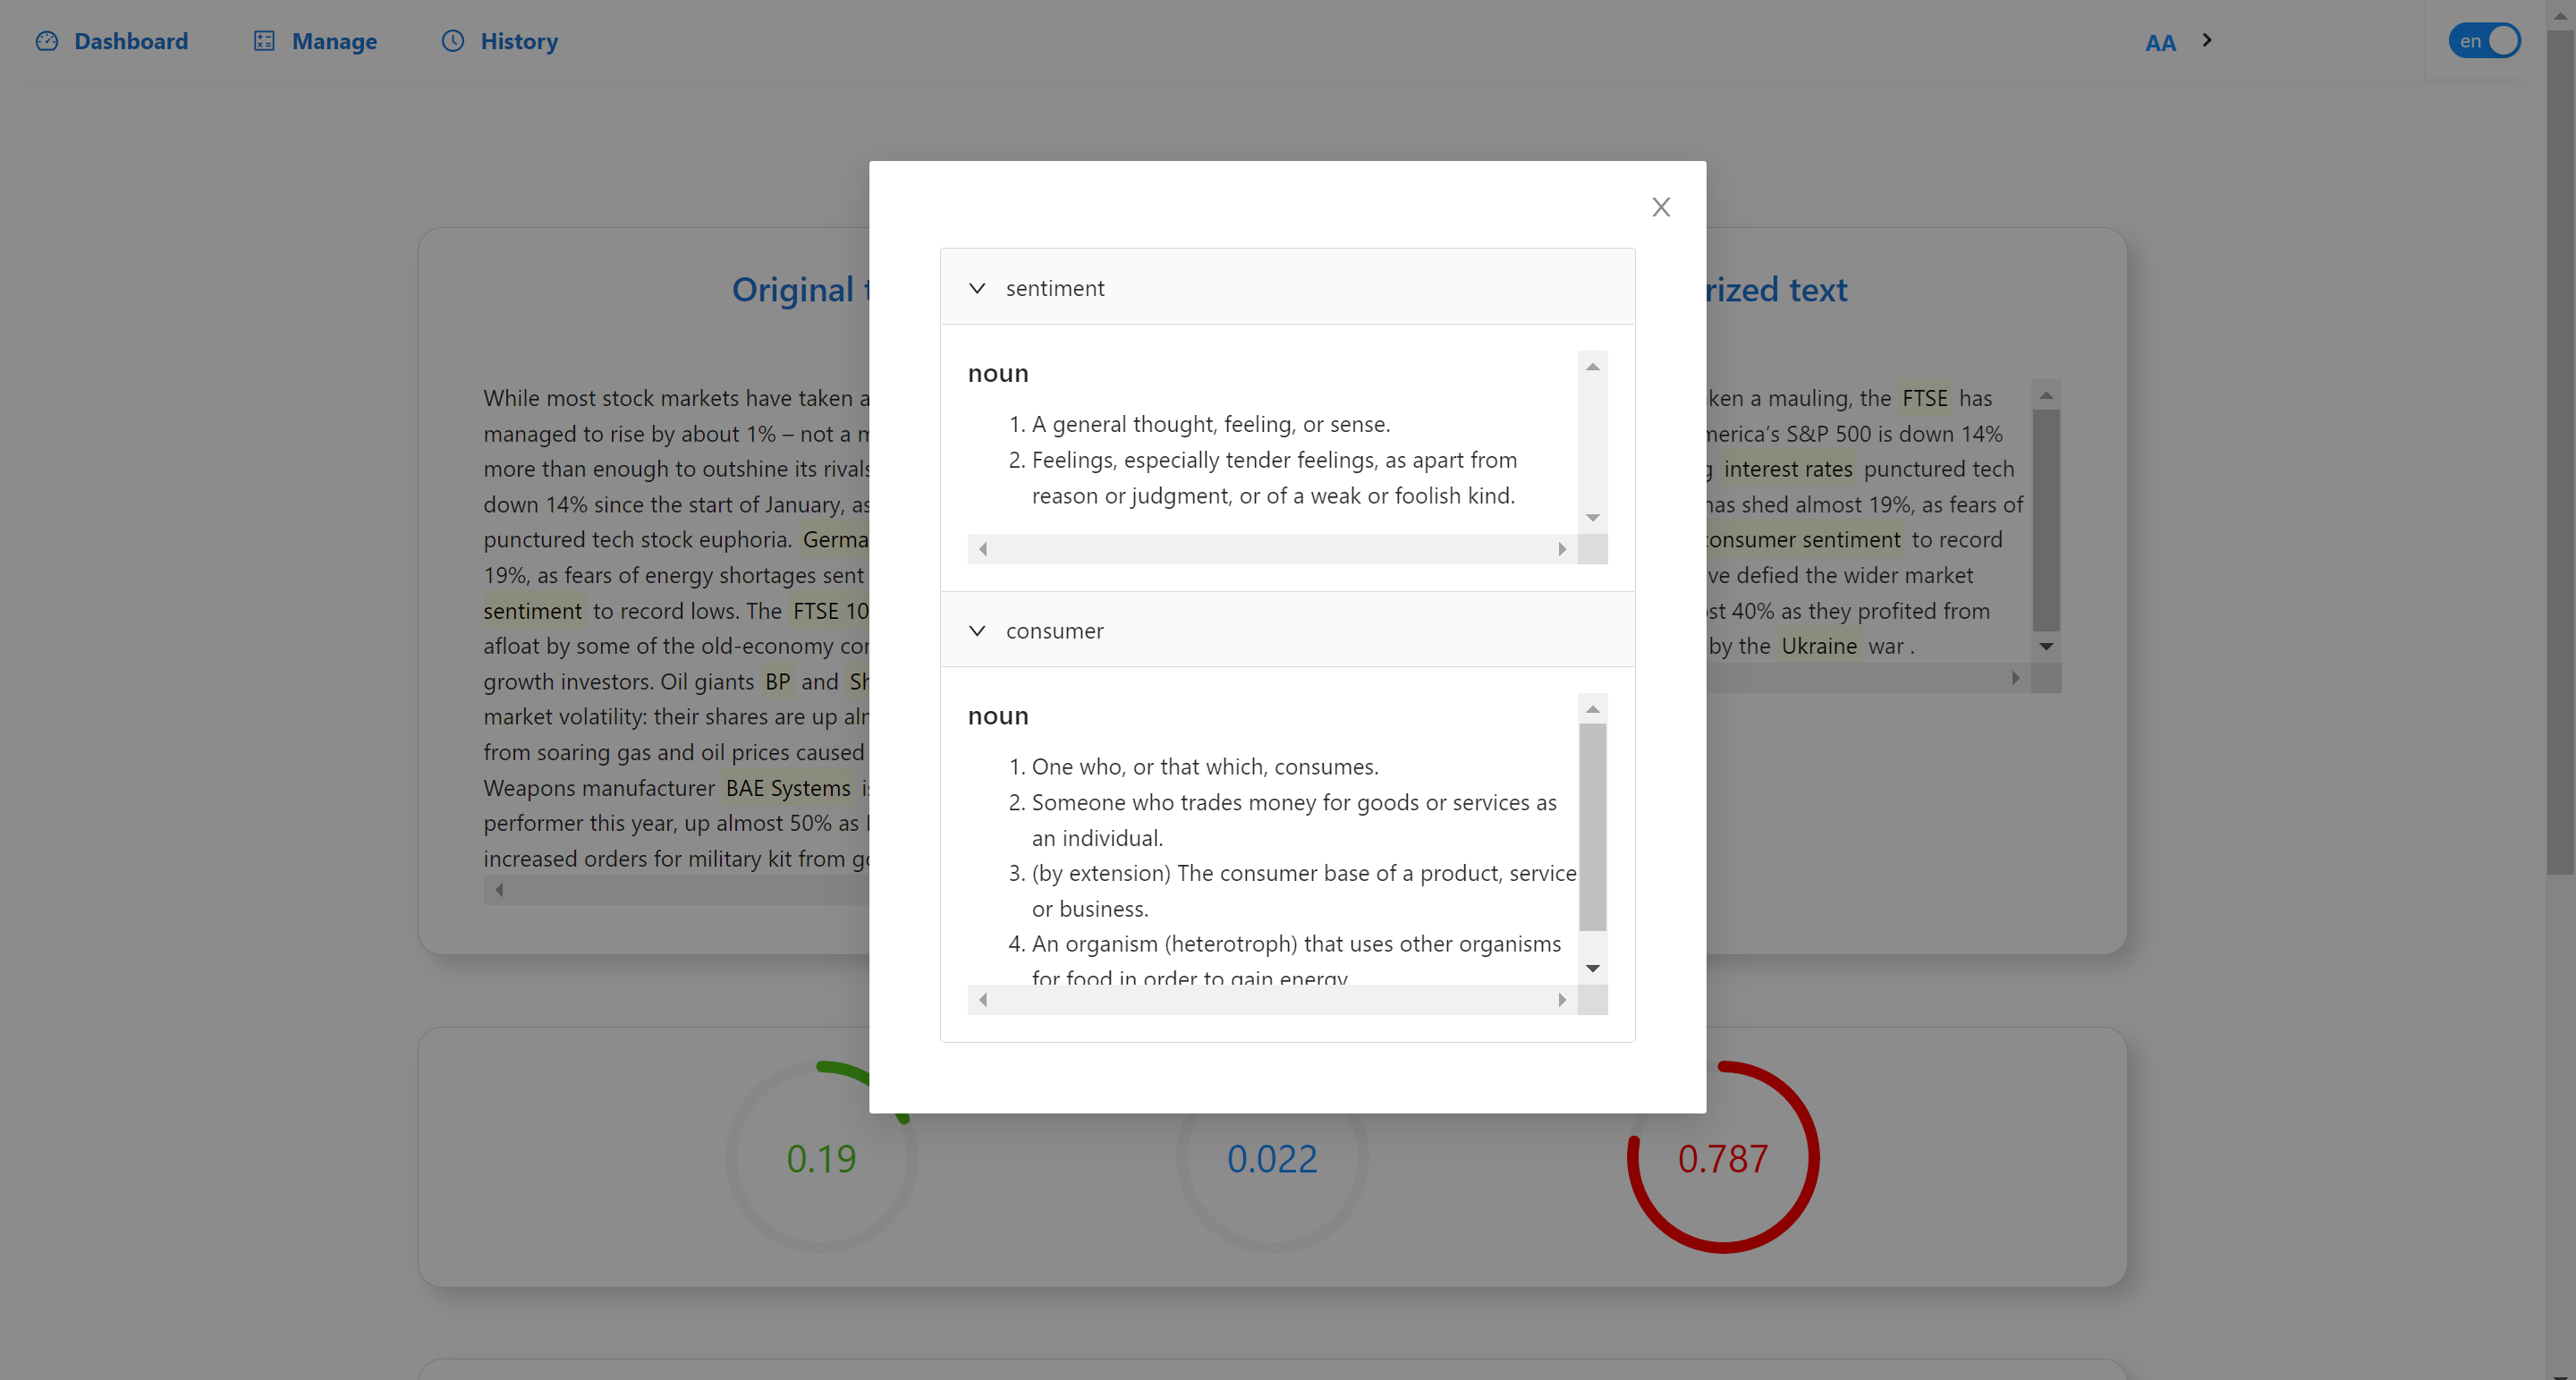 Dashboard
Manage
History
AA
en
Original
rized text
While most stock markets have taken a
managed to rise by about 1% – not a
more than enough to outshine its rivals
down 14% since the start of January, as
punctured tech stock euphoria.
19%, as fears of energy shortages sent
sentiment to record lows. The FTSE 10
afloat by some of the old-economy
growth investors. Oil giants BP and
market volatility: their shares are up
from soaring gas and oil prices caused
Weapons manufacturer BAE Systems
performer this year, up almost 50% as
increased orders for military kit from
ken a mauling, the FTSE has
merica's S&P 500 is down 14%
interest rates punctured tech
has shed almost 19%, as fears of
consumer sentiment to record
ve defied the wider market
st 40% as they profited from
by the Ukraine war .
sentiment
noun
1. A general thought, feeling, or sense.
2. Feelings, especially tender feelings, as apart from
reason or judgment, or of a weak or foolish kind.
consumer
noun
1. One who, or that which, consumes.
2. Someone who trades money for goods or services as
an individual.
3. (by extension) The consumer base of a product, service
or business.
4. An organism (heterotroph) that uses other organisms
for food in order to gain energy
0.19
0.022
0.787